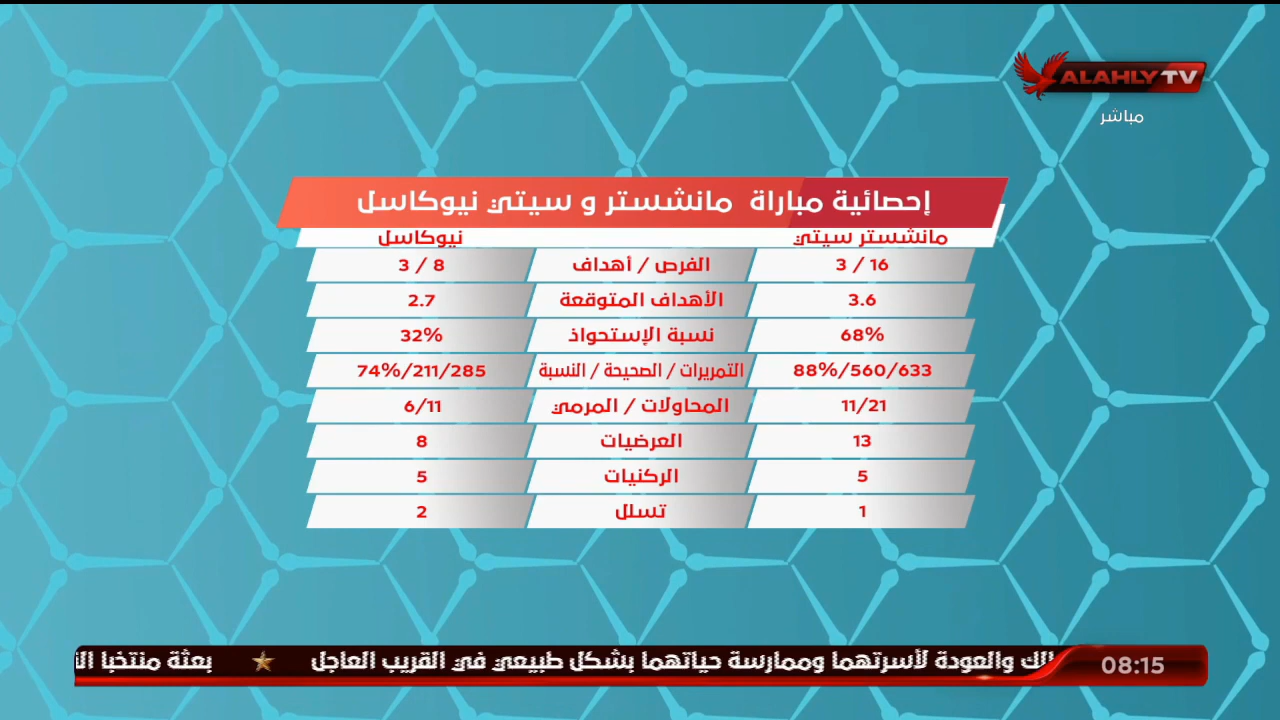 ALAHLY TV
مباشر
إحصائية مباراة مانشستر و سيتي نيوكاسل
مانشستر سيتي نيوكاسل
3 / 16 الفرص / أهداف 3 / 8
3.6 الأهداف المتوقعة 2.7
68% نسبة الإستحواذ 32%
88%/560/633 التمريرات / الصحيحة / النسبة 74%/211/285
11/21 المحاولات / المرمي 6/11
13 العرضيات 8
5 الركنيات 5
1 تسلل 2
08:15 والعودة لأسرتهما وممارسة حياتهما بشكل طبيعي في القريب العاجل بعثة منتخبا